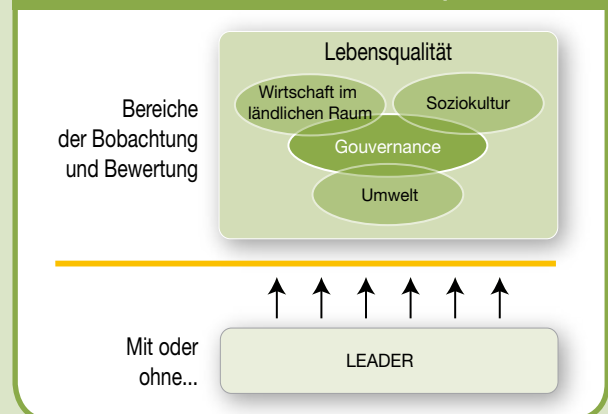 Lebensqualität
Wirtschaft im
ländlichen Raum
Soziokultur
Bereiche
der Bobachtung
und Bewertung
Gouvernance
Umwelt
Mit oder
ohne...
LEADER